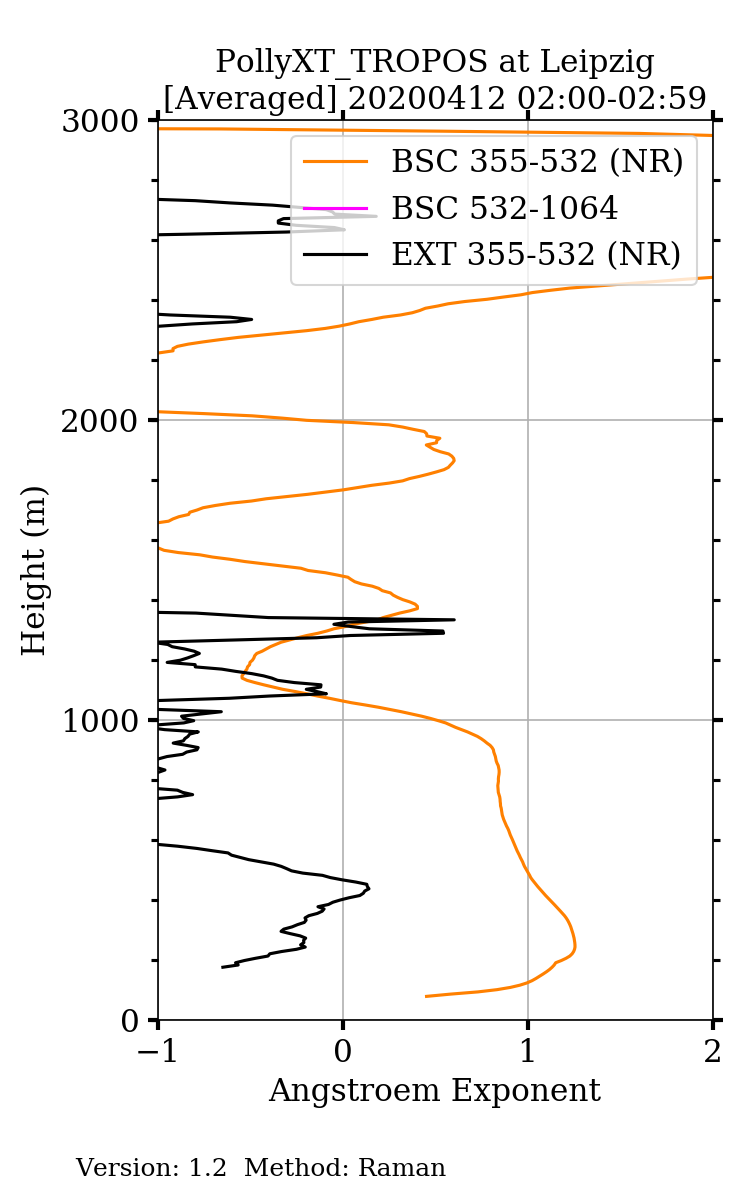 PollyXT_TROPOS at Leipzig
[Averaged] 20200412 02:00-02:59
BSC 355-532 (NR)
BSC 532-1064
EXT 355-532 (NR)
3000
2000
1000
0
Height (m)
−1 0 1 2
Angstroem Exponent
Version: 1.2 Method: Raman